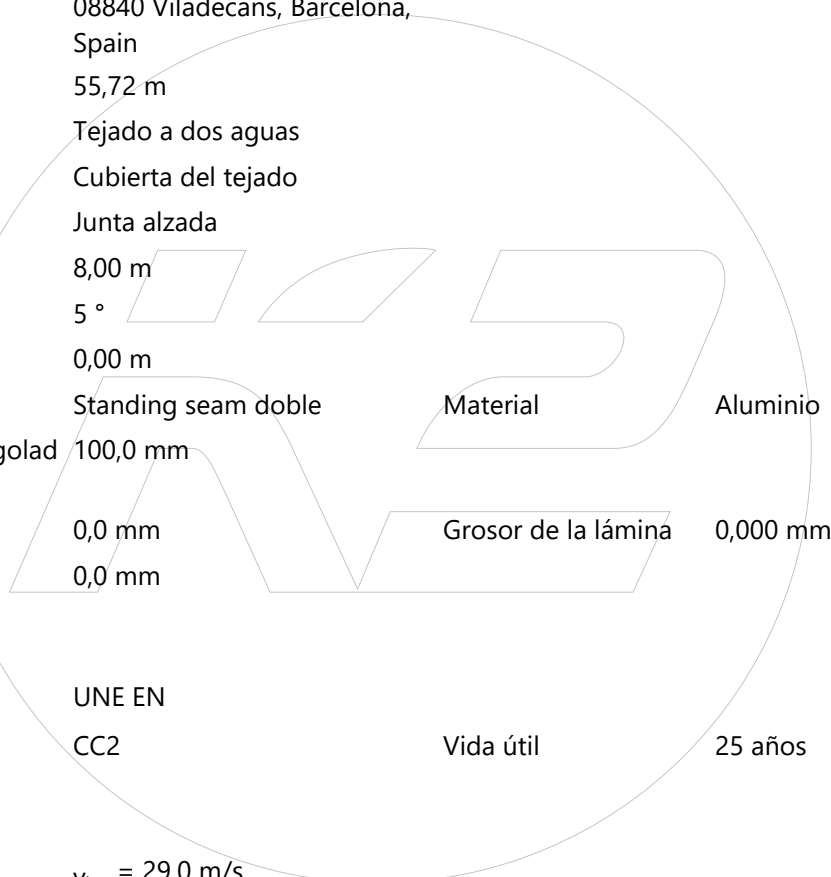 08840 Viladecans, Barcelona,
Spain
55,72 m
Tejado a dos aguas
Cubierta del tejado
Junta alzada
8,00 m
5 °
0,00 m
Standing seam doble Material Aluminio
golad 100,0 mm
0,0 mm Grosor de la lámina 0,000 mm
0,0 mm
UNE EN
CC2 Vida útil 25 años
= 29,0 m/s
K2